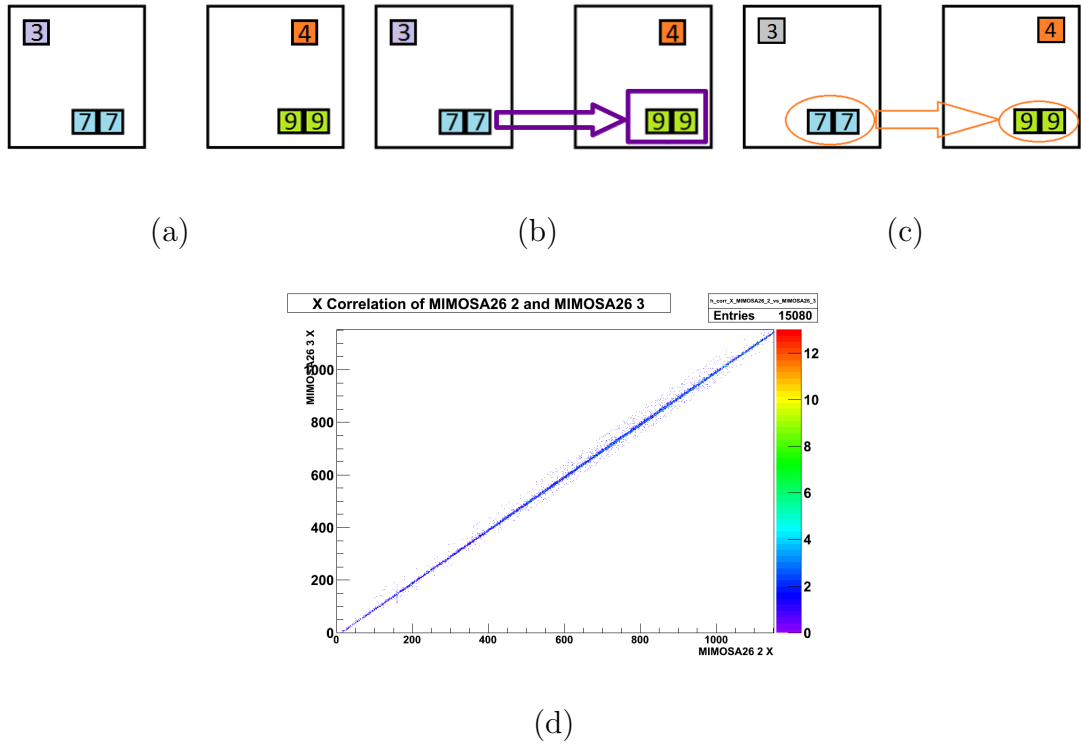 3 4 3 4 3 4
7 7 9 9 7 7 9 9 7 7 9 9
(a) (b) (c)
X Correlation of MIMOSA26 2 and MIMOSA26 3
h_corr_X_MIMOSA26_2_vs_MIMOSA26_3
Entries 15080
MIMOSA26 3 X
1000
800
600
400
200
0
0 200 400 600 800 1000
MIMOSA26 2 X
12
10
8
6
4
2
0
(d)